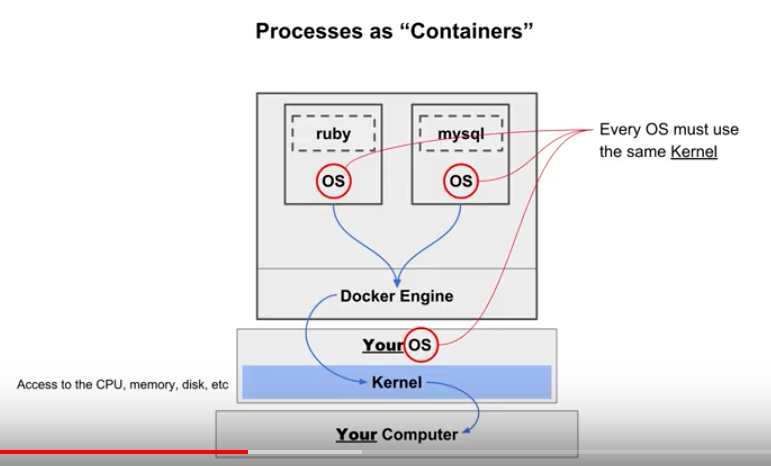 Processes as “Containers”
ruby
mysql
Every OS must use
the same Kernel
OS
OS
Docker Engine
Your OS
Access to the CPU, memory, disk, etc
Kernel
Your Computer